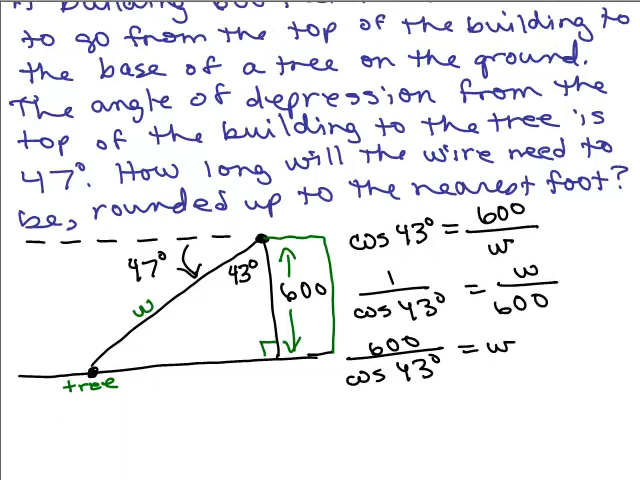 building 600
to go from the top of the building to
the base of a tree on the ground.
The angle of depression from the
top of the building to the tree is
47°. How long will the wire need to
be, rounded up to the nearest foot?
47°
43°
600
w
tree
cos 43° = 600/w
1/cos 43° = w/600
600/cos 43° = w